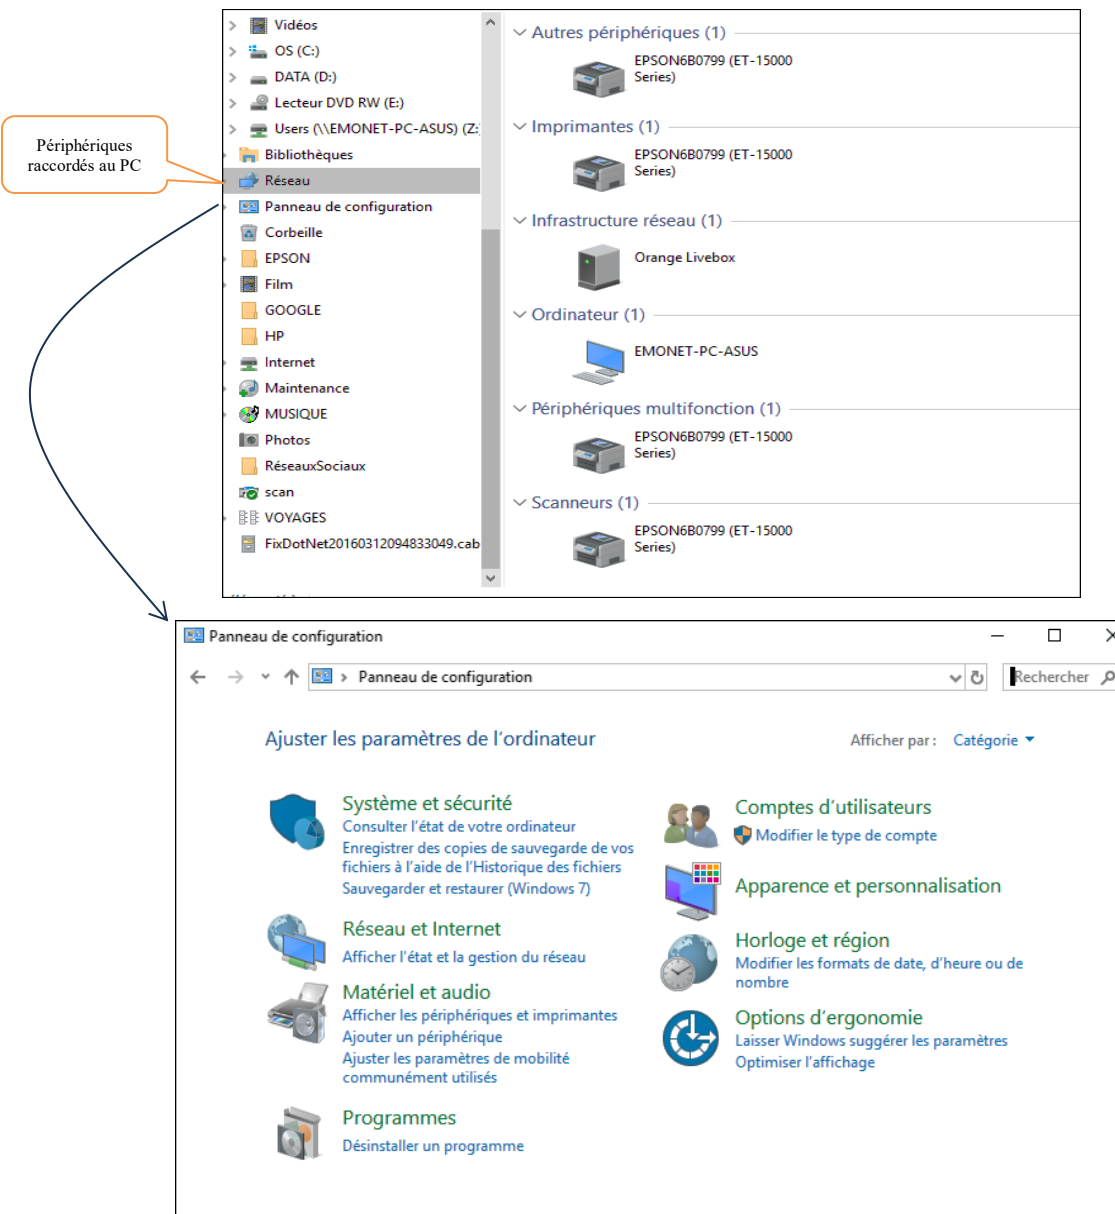 Vidéos
OS (C:)
DATA (D:)
Lecteur DVD RW (E:)
Users (\\EMONET-PC-ASUS) (Z:)
Bibliothèques
Réseau
Panneau de configuration
Corbeille
EPSON
Film
GOOGLE
HP
Internet
Maintenance
MUSIQUE
Photos
RéseauxSociaux
scan
VOYAGES
FixDotNet20160312094833049.cab
Périphériques
raccordés au PC
Autres périphériques (1)
EPSON6B0799 (ET-15000
Series)
Imprimantes (1)
EPSON6B0799 (ET-15000
Series)
Infrastructure réseau (1)
Orange Livebox
Ordinateur (1)
EMONET-PC-ASUS
Périphériques multifonction (1)
EPSON6B0799 (ET-15000
Series)
Scanneurs (1)
EPSON6B0799 (ET-15000
Series)
Panneau de configuration
Panneau de configuration
Rechercher
Ajuster les paramètres de l'ordinateur
Afficher par : Catégorie
Système et sécurité
Consulter l'état de votre ordinateur
Enregistrer des copies de sauvegarde de vos
fichiers à l'aide de l'Historique des fichiers
Sauvegarder et restaurer (Windows 7)
Réseau et Internet
Afficher l'état et la gestion du réseau
Matériel et audio
Afficher les périphériques et imprimantes
Ajouter un périphérique
Ajuster les paramètres de mobilité
communément utilisés
Programmes
Désinstaller un programme
Comptes d'utilisateurs
Modifier le type de compte
Apparence et personnalisation
Horloge et région
Modifier les formats de date, d'heure ou de
nombre
Options d'ergonomie
Laisser Windows suggérer les paramètres
Optimiser l'affichage